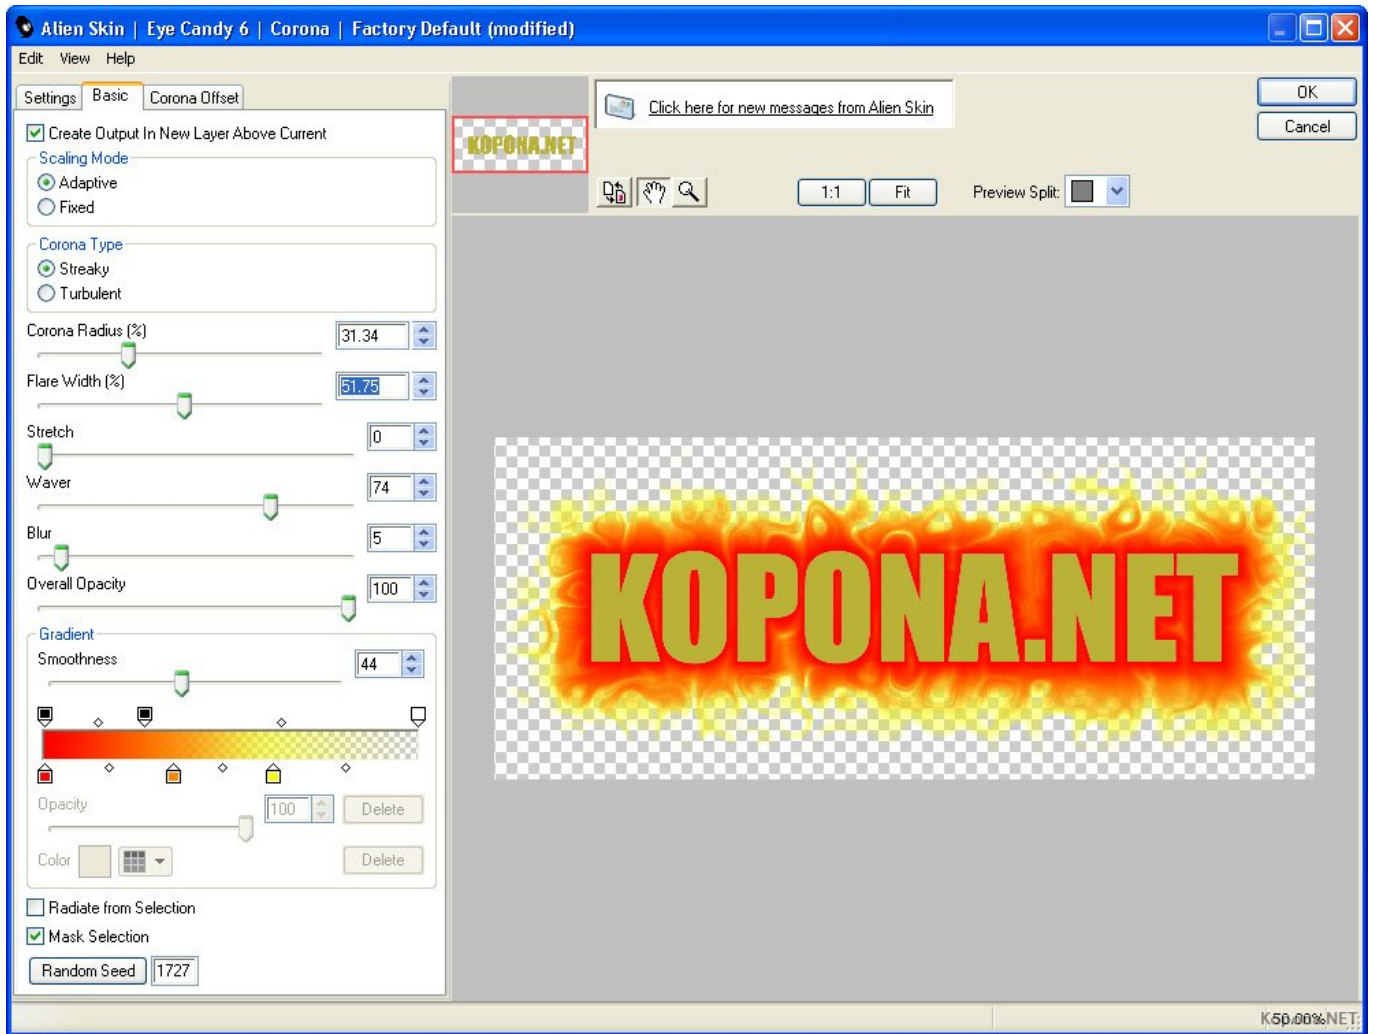 Alien Skin | Eye Candy 6 | Corona | Factory Default (modified)
Edit View Help
Settings Basic Corona Offset
Create Output In New Layer Above Current
Scaling Mode
Adaptive
Fixed
Corona Type
Streaky
Turbulent
Corona Radius (%) 31.34
Flare Width (%) 51.75
Stretch 0
Waver 74
Blur 5
Overall Opacity 100
Gradient
Smoothness 44
Opacity 100 Delete
Color Delete
Radiate from Selection
Mask Selection
Random Seed 1727
KOPONA.NET
Click here for new messages from Alien Skin
OK
Cancel
1:1 Fit Preview Split:
KOPONA.NET
50.00%